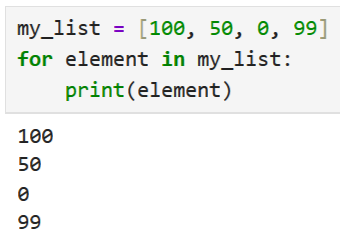 my_list = [100, 50, 0, 99]
for element in my_list:
    print(element)
100
50
0
99